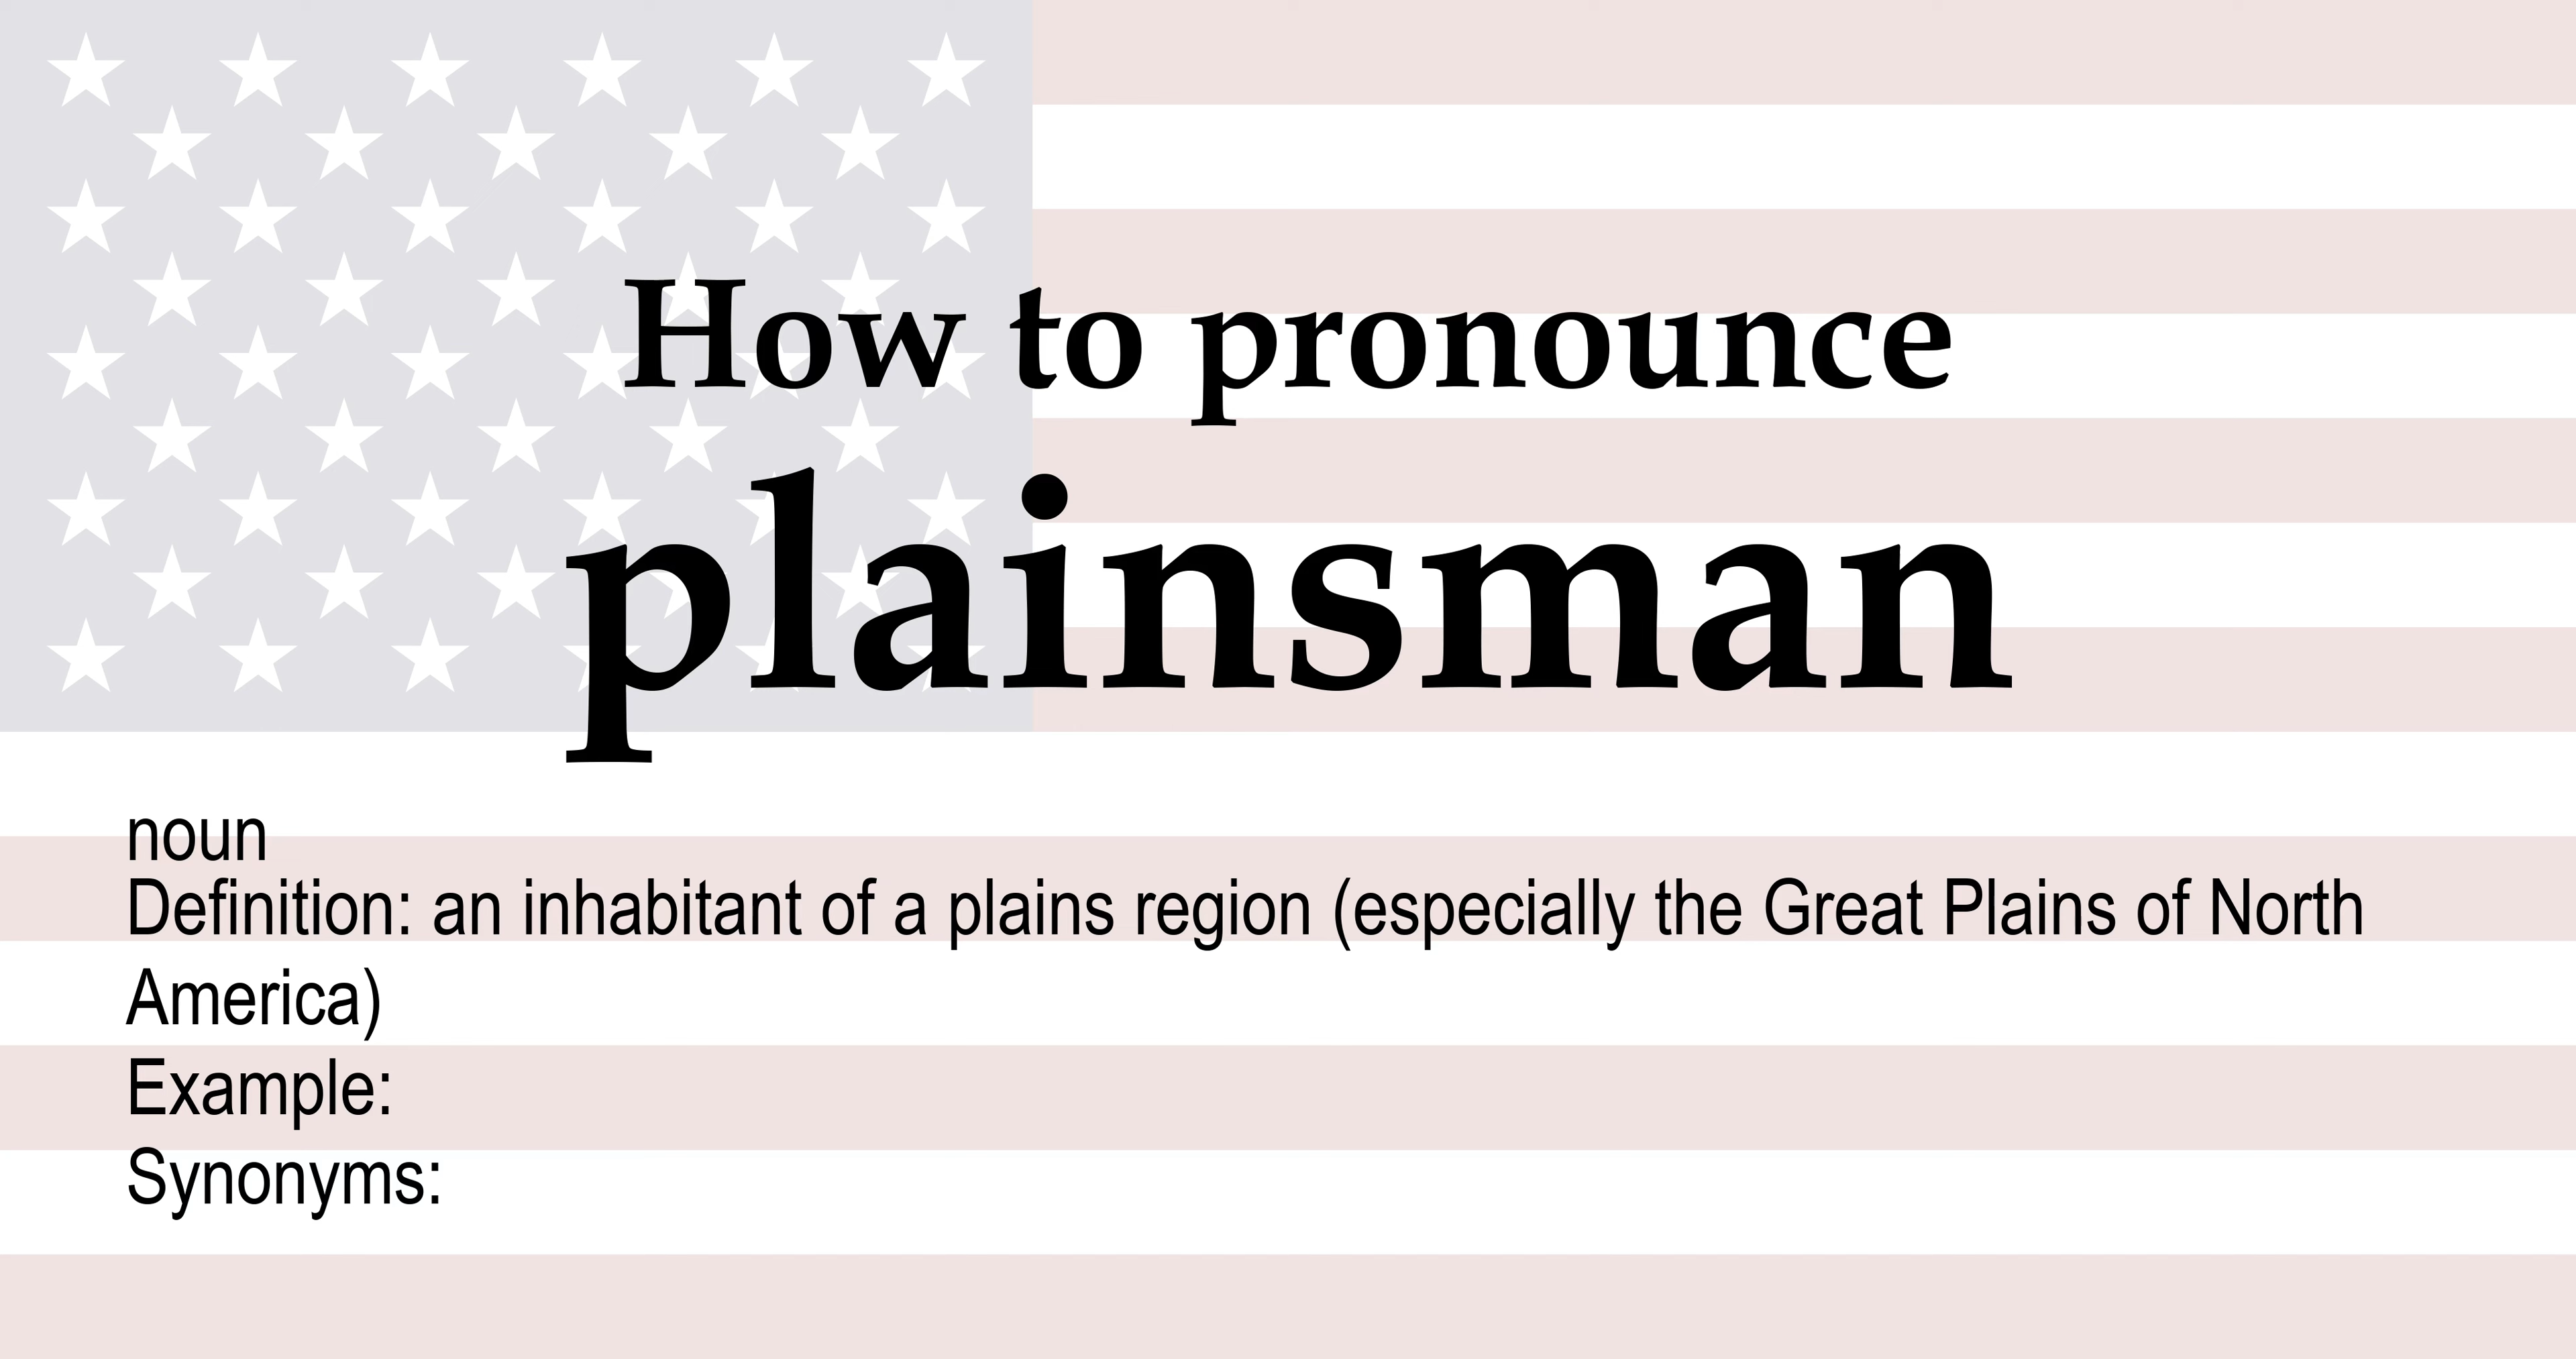 How to pronounce
plainsman
noun
Definition: an inhabitant of a plains region (especially the Great Plains of North
America)
Example:
Synonyms: